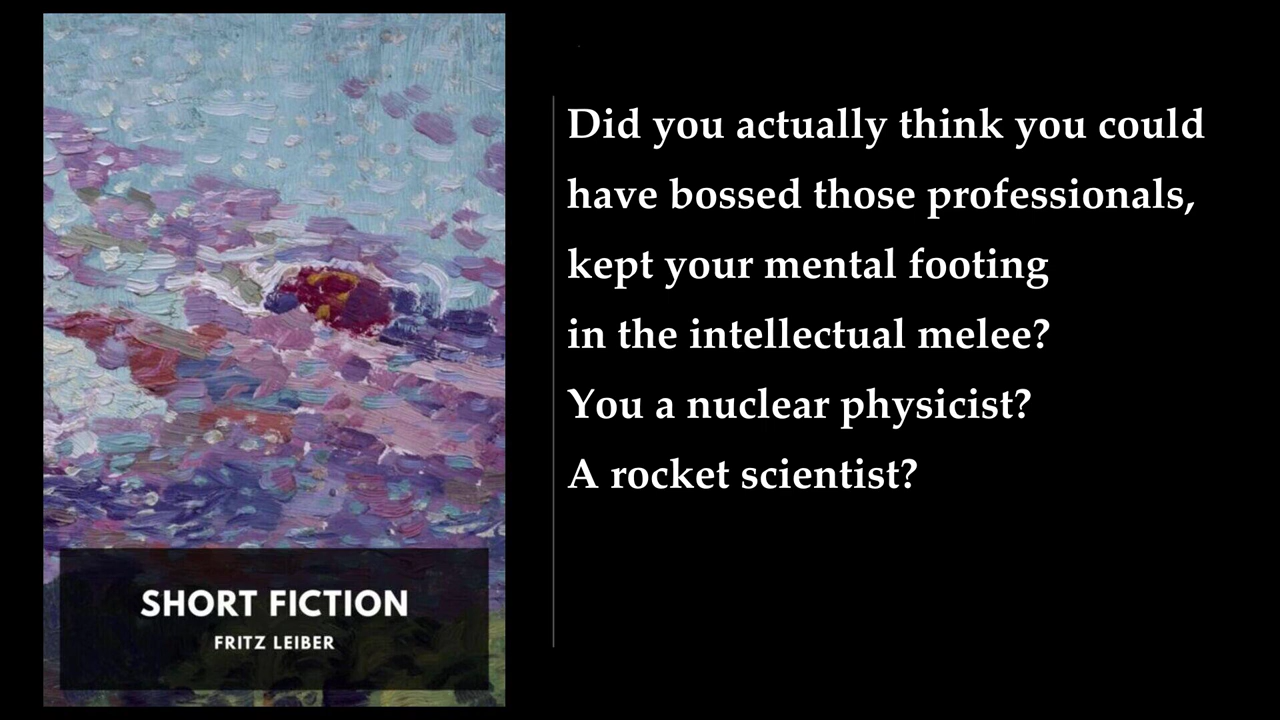 SHORT FICTION
FRITZ LEIBER
Did you actually think you could
have bossed those professionals,
kept your mental footing
in the intellectual melee?
You a nuclear physicist?
A rocket scientist?